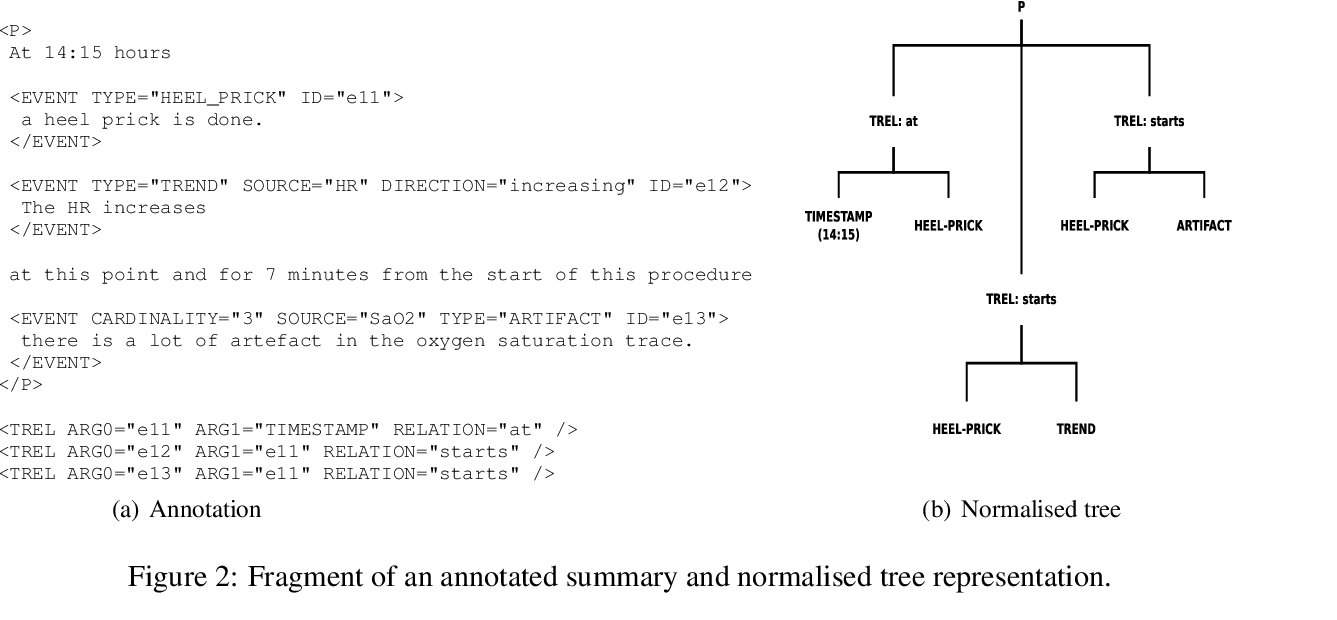 <P>
At 14:15 hours
<EVENT TYPE="HEEL_PRICK" ID="e11">
a heel prick is done.
</EVENT>
<EVENT TYPE="TREND" SOURCE="HR" DIRECTION="increasing" ID="e12">
The HR increases
</EVENT>
at this point and for 7 minutes from the start of this procedure
<EVENT CARDINALITY="3" SOURCE="SaO2" TYPE="ARTIFACT" ID="e13">
there is a lot of artefact in the oxygen saturation trace.
</EVENT>
</P>
<TREL ARG0="e11" ARG1="TIMESTAMP" RELATION="at" />
<TREL ARG0="e12" ARG1="e11" RELATION="starts" />
<TREL ARG0="e13" ARG1="e11" RELATION="starts" />
(a) Annotation
P
TREL: at
TREL: starts
TIMESTAMP
(14:15)
HEEL-PRICK
HEEL-PRICK
ARTIFACT
TREL: starts
HEEL-PRICK
TREND
(b) Normalised tree
Figure 2: Fragment of an annotated summary and normalised tree representation.